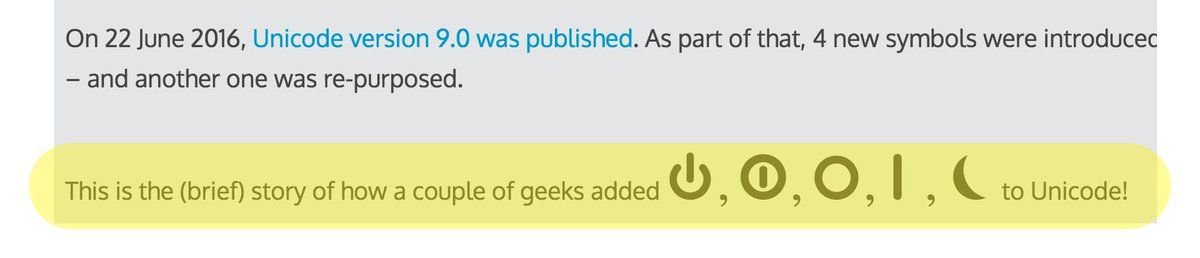 On 22 June 2016, Unicode version 9.0 was published. As part of that, 4 new symbols were introduced
– and another one was re-purposed.
This is the (brief) story of how a couple of geeks added ⏻, ⏼, ⭘, ⏽, ⏾ to Unicode!